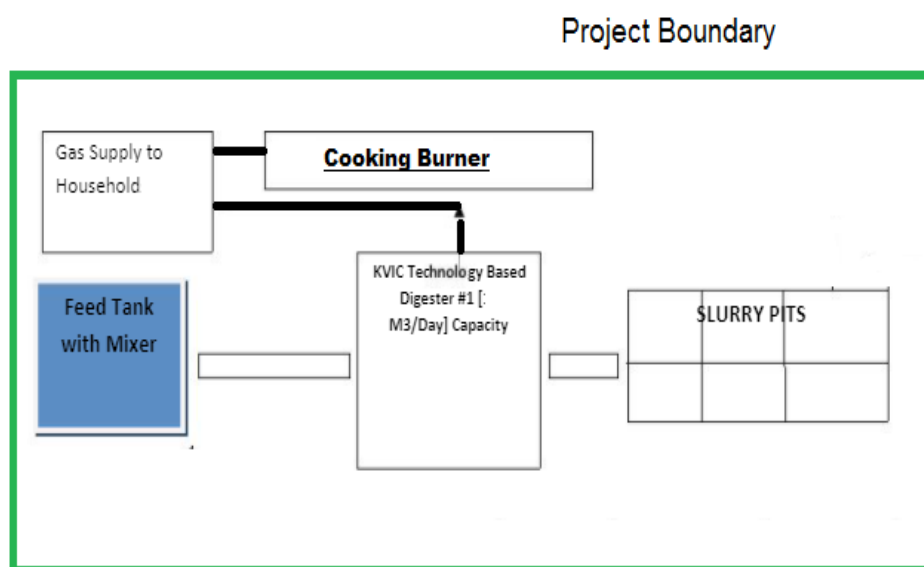 Project Boundary
Gas Supply to
Household
Cooking Burner
KVIC Technology Based
Digester #1 [:
M3/Day] Capacity
Feed Tank
with Mixer
SLURRY PITS